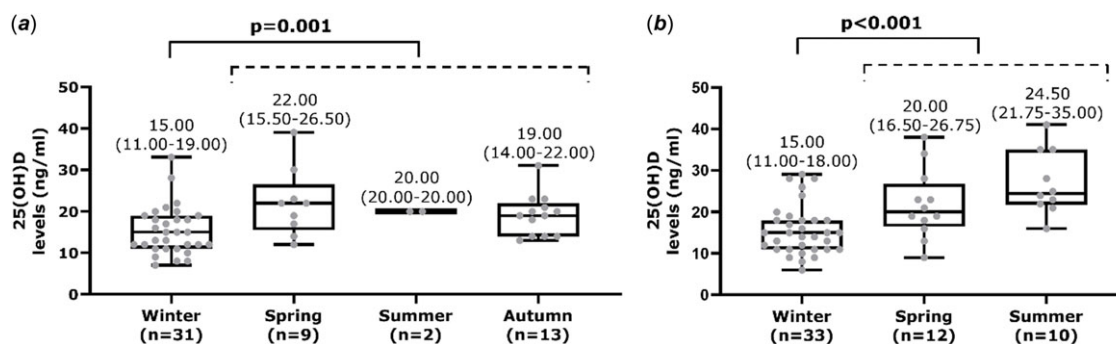 (a)
p=0.001
25(OH)D
levels (ng/ml)
50
40
30
20
10
0
15.00
(11.00-19.00)
22.00
(15.50-26.50)
20.00
(20.00-20.00)
19.00
(14.00-22.00)
Winter
(n=31)
Spring
(n=9)
Summer
(n=2)
Autumn
(n=13)
(b)
p<0.001
25(OH)D
levels (ng/ml)
50
40
30
20
10
0
15.00
(11.00-18.00)
20.00
(16.50-26.75)
24.50
(21.75-35.00)
Winter
(n=33)
Spring
(n=12)
Summer
(n=10)